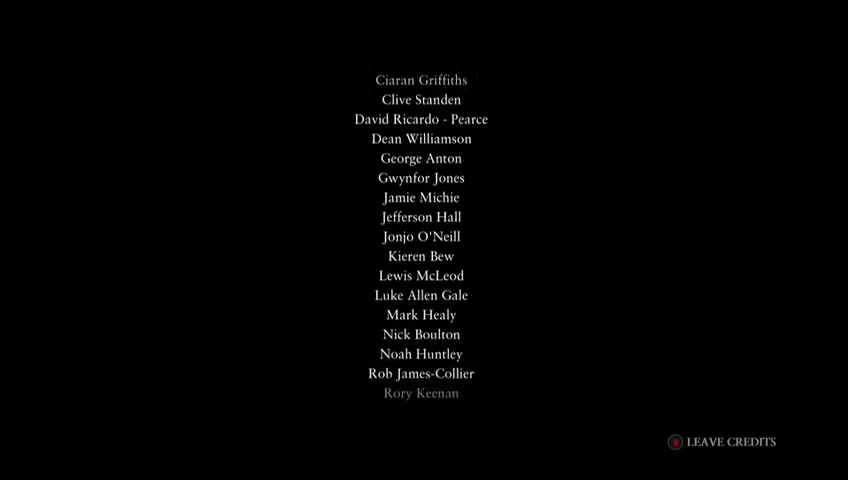 Ciaran Griffiths
Clive Standen
David Ricardo - Pearce
Dean Williamson
George Anton
Gwynfor Jones
Jamie Michie
Jefferson Hall
Jonjo O'Neill
Kieren Bew
Lewis McLeod
Luke Allen Gale
Mark Healy
Nick Boulton
Noah Huntley
Rob James-Collier
Rory Keenan
LEAVE CREDITS